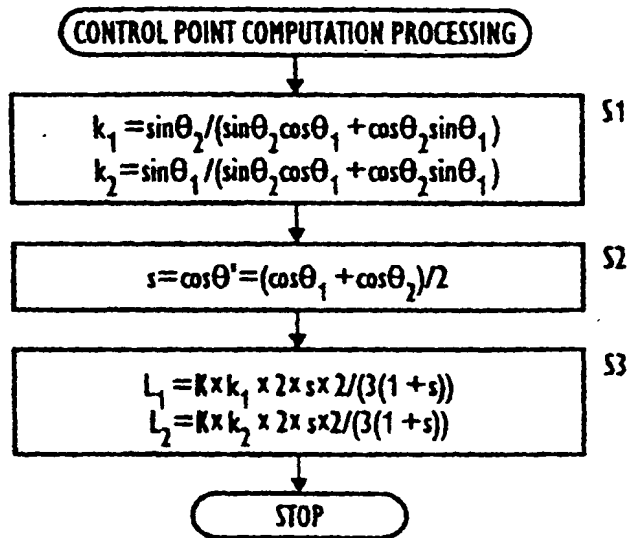 CONTROL POINT COMPUTATION PROCESSING
S1
k₁=sinθ₂/(sinθ₂cosθ₁+cosθ₂sinθ₁)
k₂=sinθ₁/(sinθ₂cosθ₁+cosθ₂sinθ₁)
S2
s=cosθ'=(cosθ₁+cosθ₂)/2
S3
L₁=K×k₁×2×s×2/(3(1+s))
L₂=K×k₂×2×s×2/(3(1+s))
STOP